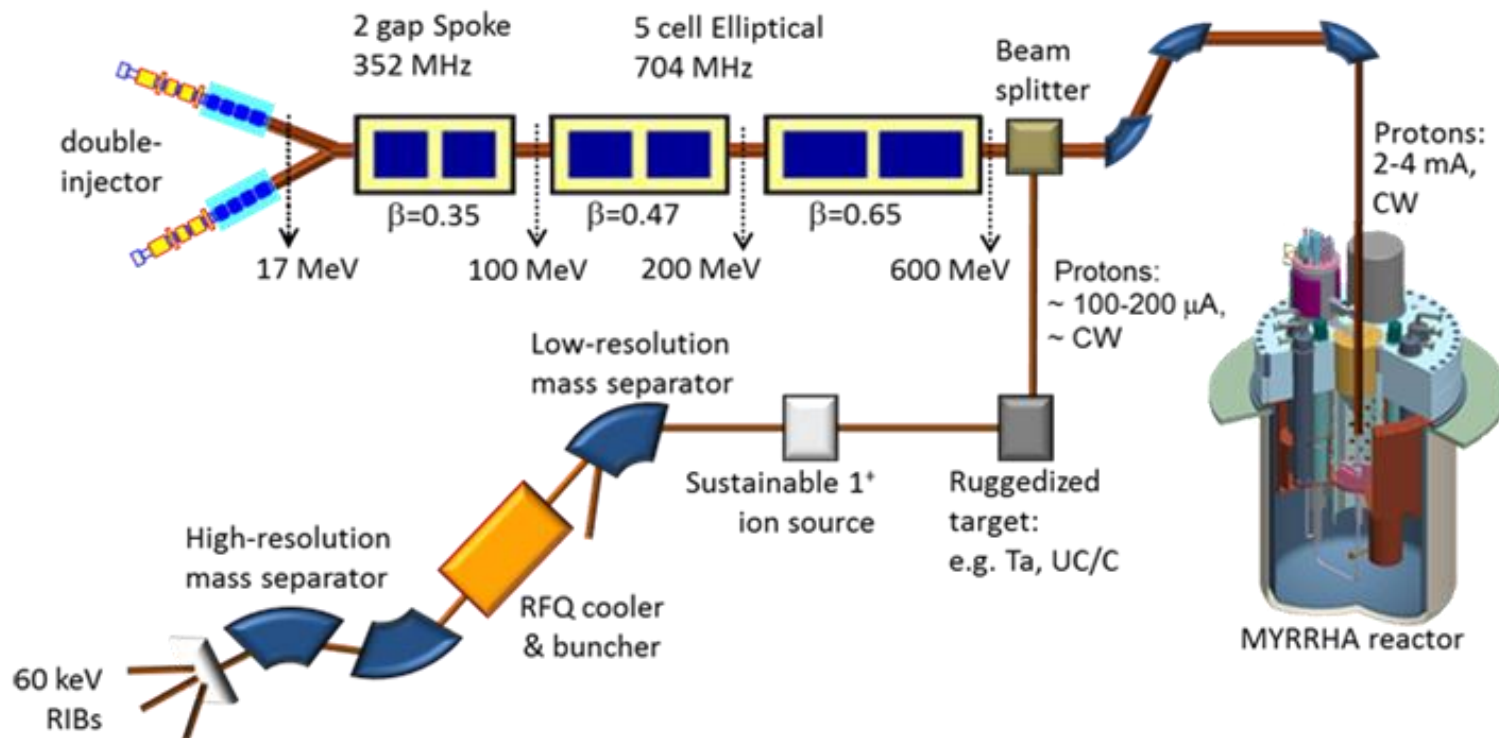 2 gap Spoke
352 MHz
5 cell Elliptical
704 MHz
Beam
splitter
double-
injector
β=0.35
β=0.47
β=0.65
17 MeV
100 MeV
200 MeV
600 MeV
Protons:
2-4 mA,
CW
Protons:
~ 100-200 μA,
~ CW
Low-resolution
mass separator
Sustainable 1⁺
ion source
Ruggedized
target:
e.g. Ta, UC/C
High-resolution
mass separator
RFQ cooler
& buncher
MYRRHA reactor
60 keV
RIBs